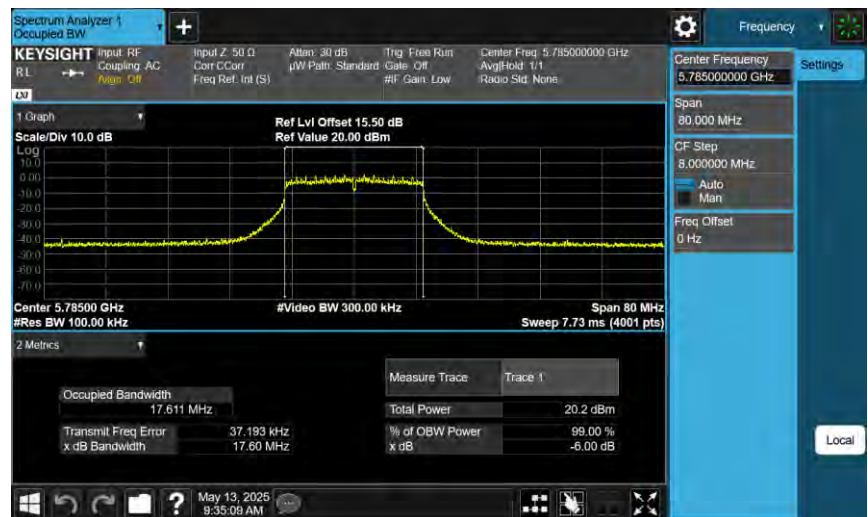 Spectrum Analyzer 1
Occupied BW
Frequency
KEYSIGHT
RL
LXI
Input: RF
Coupling: AC
Align: Off
Input Z: 50 Ω
Corr CCorr
Freq Ref: Int (S)
Atten: 30 dB
µW Path: Standard
Trig: Free Run
Gate: Off
#IF Gain: Low
Center Freq: 5.785000000 GHz
Avg|Hold: 1/1
Radio Std: None
Center Frequency
5.785000000 GHz
Settings
Span
80.000 MHz
CF Step
8.000000 MHz
Auto
Man
Freq Offset
0 Hz
Local
1 Graph
Scale/Div 10.0 dB
Ref Lvl Offset 15.50 dB
Ref Value 20.00 dBm
Log
10.0
0.00
-10.0
-20.0
-30.0
-40.0
-50.0
-60.0
-70.0
Center 5.78500 GHz
#Res BW 100.00 kHz
#Video BW 300.00 kHz
Span 80 MHz
Sweep 7.73 ms (4001 pts)
2 Metrics
Measure Trace Trace 1
Occupied Bandwidth
17.611 MHz
Total Power 20.2 dBm
Transmit Freq Error 37.193 kHz
% of OBW Power 99.00 %
x dB Bandwidth 17.60 MHz
x dB -6.00 dB
?
May 13, 2025
9:35:09 AM